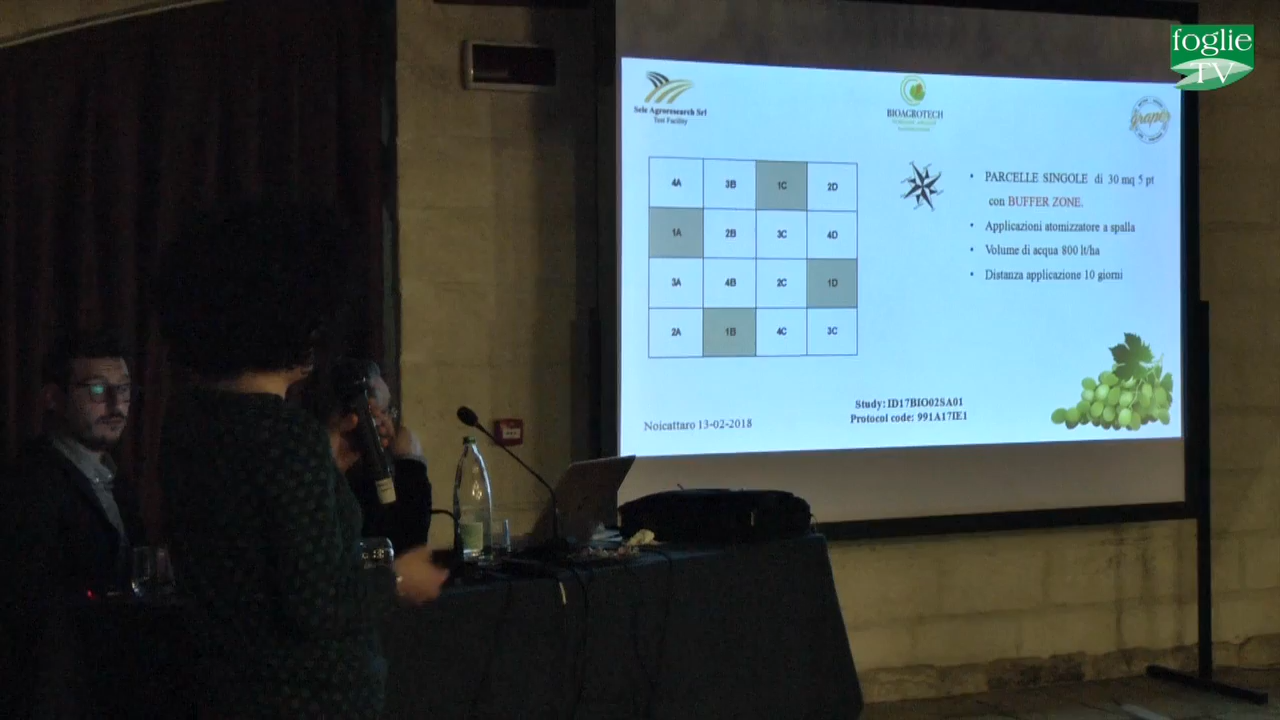 foglie
TV
Sele Agroresearch Srl
Test Facility
BIOAGROTECH
grape
4A 3B 1C 2D
1A 2B 3C 4D
3A 4B 2C 1D
2A 1B 4C 3C
• PARCELLE SINGOLE di 30 mq 5 pt
con BUFFER ZONE.
• Applicazioni atomizzatore a spalla
• Volume di acqua 800 lt/ha
• Distanza applicazione 10 giorni
Study: ID17BIO02SA01
Protocol code: 991A17IE1
Noicattaro 13-02-2018